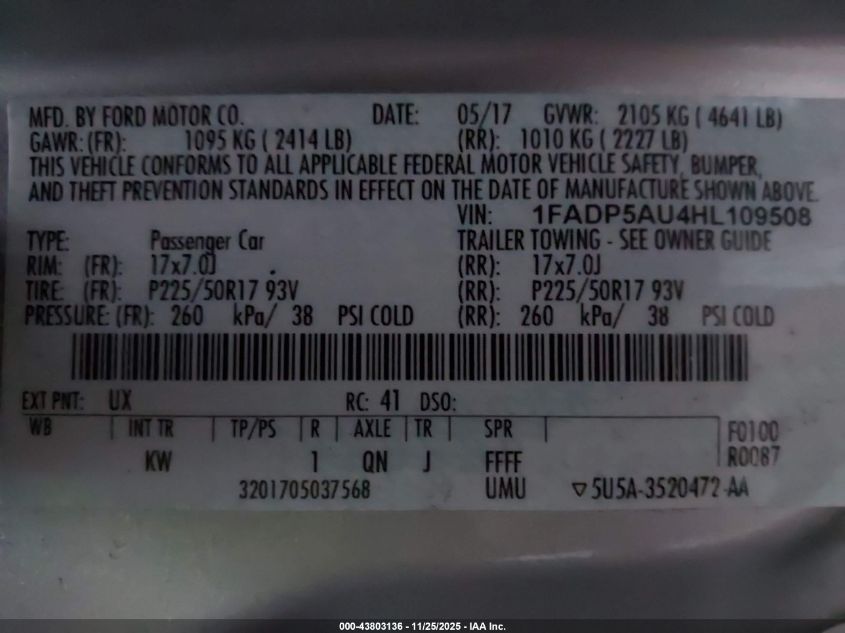 MFD. BY FORD MOTOR CO. DATE: 05/17 GVWR: 2105 KG ( 4641 LB)
GAWR: (FR): 1095 KG ( 2414 LB) (RR): 1010 KG ( 2227 LB)
THIS VEHICLE CONFORMS TO ALL APPLICABLE FEDERAL MOTOR VEHICLE SAFETY, BUMPER,
AND THEFT PREVENTION STANDARDS IN EFFECT ON THE DATE OF MANUFACTURE SHOWN ABOVE.
VIN: 1FADP5AU4HL109508
TYPE: Passenger Car TRAILER TOWING - SEE OWNER GUIDE
RIM: (FR): 17x7.0J (RR): 17x7.0J
TIRE: (FR): P225/50R17 93V (RR): P225/50R17 93V
PRESSURE: (FR): 260 kPa/ 38 PSI COLD (RR): 260 kPa/ 38 PSI COLD
EXT PNT: UX RC: 41 DSO:
WB INT TR TP/PS R AXLE TR SPR F0100
KW 1 QN J FFFF R0087
3201705037568 UMU ▽5U5A-3520472-AA
000-43803136 - 11/25/2025 - IAA Inc.